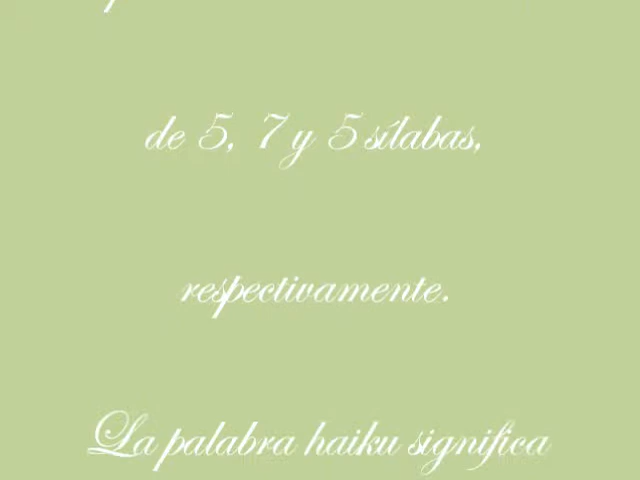 de 5, 7 y 5 sílabas,
respectivamente.
La palabra haiku significa